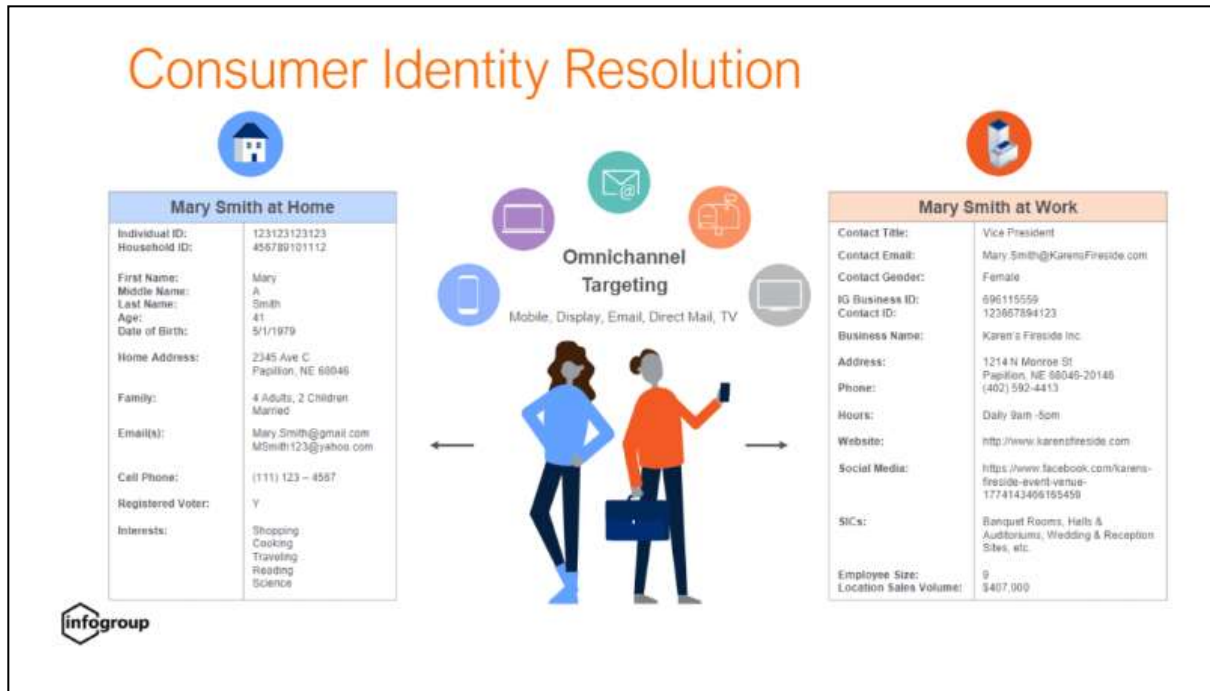 Consumer Identity Resolution
Mary Smith at Home
Individual ID: 123123123123
Household ID: 456789101112
First Name: Mary
Middle Name: A
Last Name: Smith
Age: 41
Date of Birth: 5/1/1979
Home Address: 2345 Ave C
Papillion, NE 68046
Family: 4 Adults, 2 Children
Married
Email(s): Mary.Smith@gmail.com
MSmith123@yahoo.com
Cell Phone: (111) 123 – 4567
Registered Voter: Y
Interests: Shopping
Cooking
Traveling
Reading
Science
Omnichannel
Targeting
Mobile, Display, Email, Direct Mail, TV
Mary Smith at Work
Contact Title: Vice President
Contact Email: Mary.Smith@KarensFireside.com
Contact Gender: Female
IG Business ID: 696115559
Contact ID: 123867894123
Business Name: Karen's Fireside Inc.
Address: 1214 N Monroe St
Papillion, NE 68046-20146
Phone: (402) 592-4413
Hours: Daily 9am -5pm
Website: http://www.karensfireside.com
Social Media: https://www.facebook.com/karens-
fireside-event-venue-
1774143466165459
SICs: Banquet Rooms, Halls &
Auditoriums, Wedding & Reception
Sites, etc.
Employee Size: 9
Location Sales Volume: $407,000
infogroup